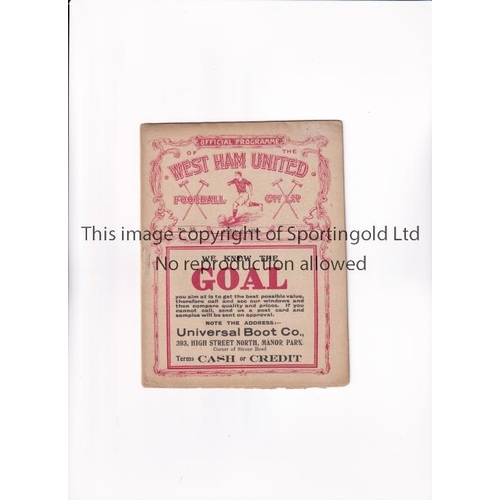 OFFICIAL PROGRAMME
OF THE
WEST HAM UNITED
FOOTBALL Coy Ltd
This image copyright of Sportingold Ltd
No reproduction allowed
WE KNOW THE
GOAL
you aim at is to get the best possible value,
therefore call and see our windows and
then compare quality and prices. If you
cannot call, send us a post card and
samples will be sent on approval.
NOTE THE ADDRESS:—
Universal Boot Co.,
393, HIGH STREET NORTH, MANOR PARK.
Corner of Strone Road
Terms CASH or CREDIT